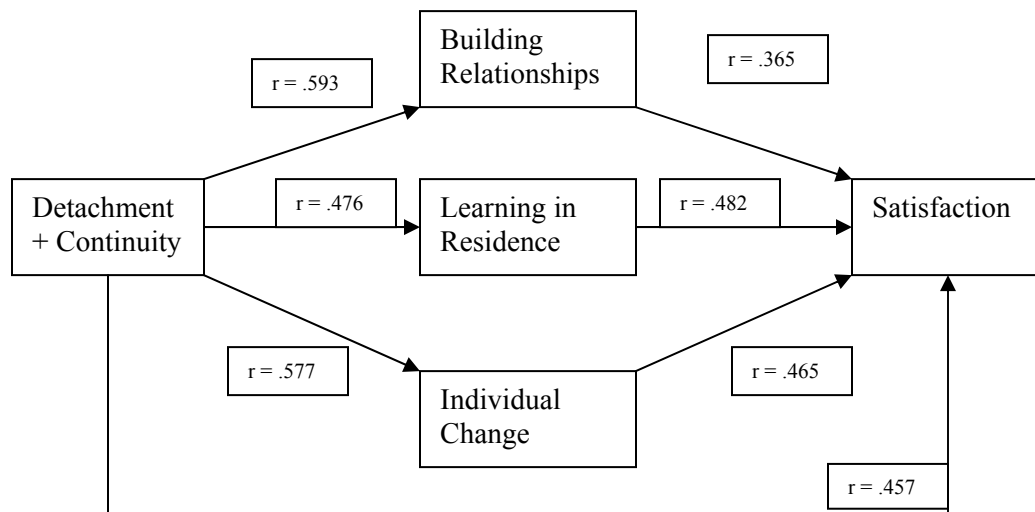 Building
Relationships
r = .593
r = .365
Detachment
+ Continuity
r = .476
Learning in
Residence
r = .482
Satisfaction
r = .577
Individual
Change
r = .465
r = .457